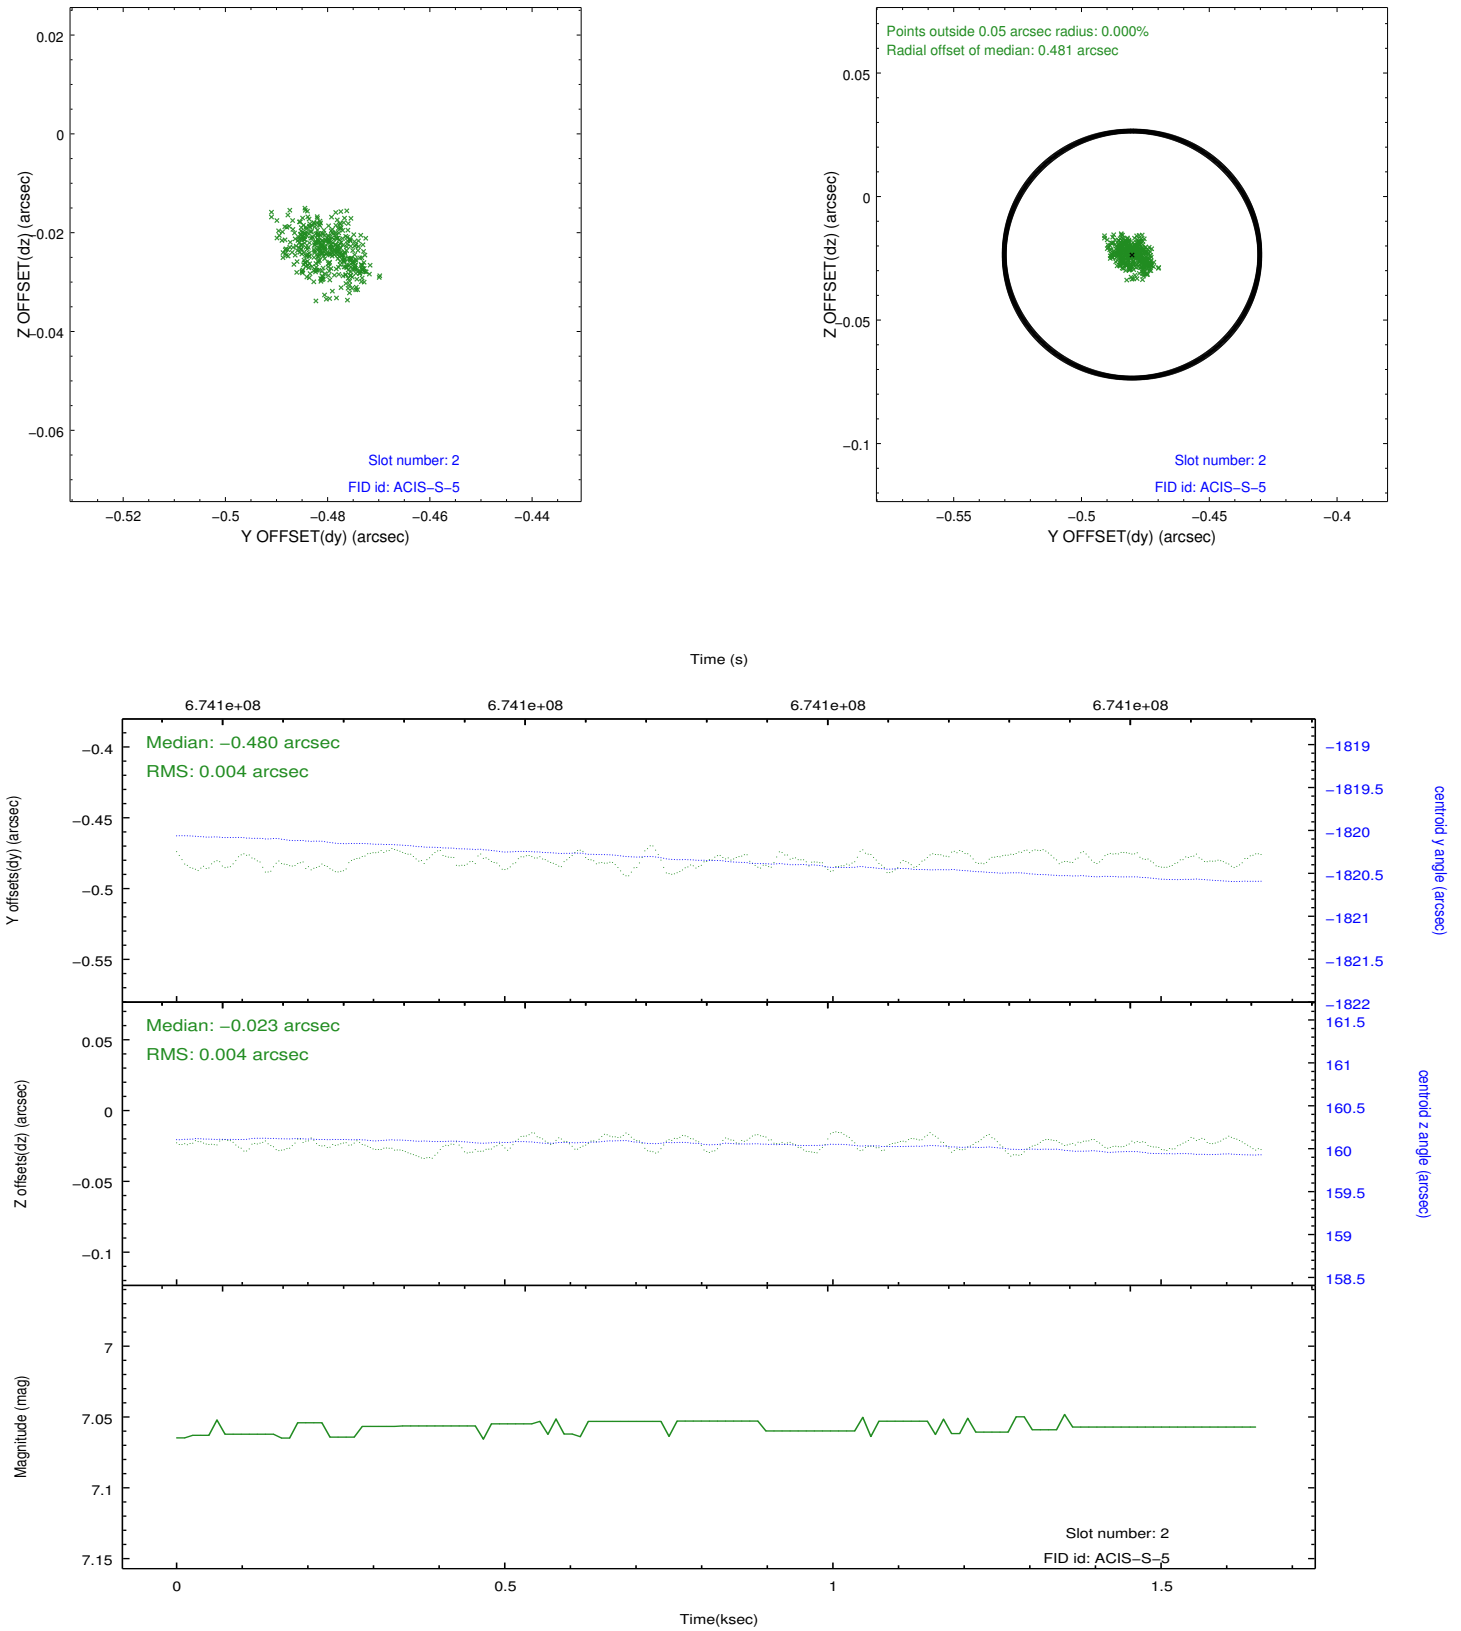 0.02
0
−0.02
−0.04
−0.06
Z OFFSET(dz) (arcsec)
Slot number: 2
FID id: ACIS−S−5
−0.52
−0.5
−0.48
−0.46
−0.44
Y OFFSET(dy) (arcsec)
Points outside 0.05 arcsec radius: 0.000%
Radial offset of median: 0.481 arcsec
0.05
0
−0.05
−0.1
Z OFFSET(dz) (arcsec)
Slot number: 2
FID id: ACIS−S−5
−0.55
−0.5
−0.45
−0.4
Y OFFSET(dy) (arcsec)
Time (s)
6.741e+08
6.741e+08
6.741e+08
6.741e+08
Median: −0.480 arcsec
RMS: 0.004 arcsec
−0.4
−0.45
−0.5
−0.55
Y offsets(dy) (arcsec)
−1819
−1819.5
−1820
−1820.5
−1821
−1821.5
−1822
centroid y angle (arcsec)
Median: −0.023 arcsec
RMS: 0.004 arcsec
0.05
0
−0.05
−0.1
Z offsets(dz) (arcsec)
161.5
161
160.5
160
159.5
159
158.5
centroid z angle (arcsec)
7
7.05
7.1
7.15
Magnitude (mag)
Slot number: 2
FID id: ACIS−S−5
0
0.5
1
1.5
Time(ksec)